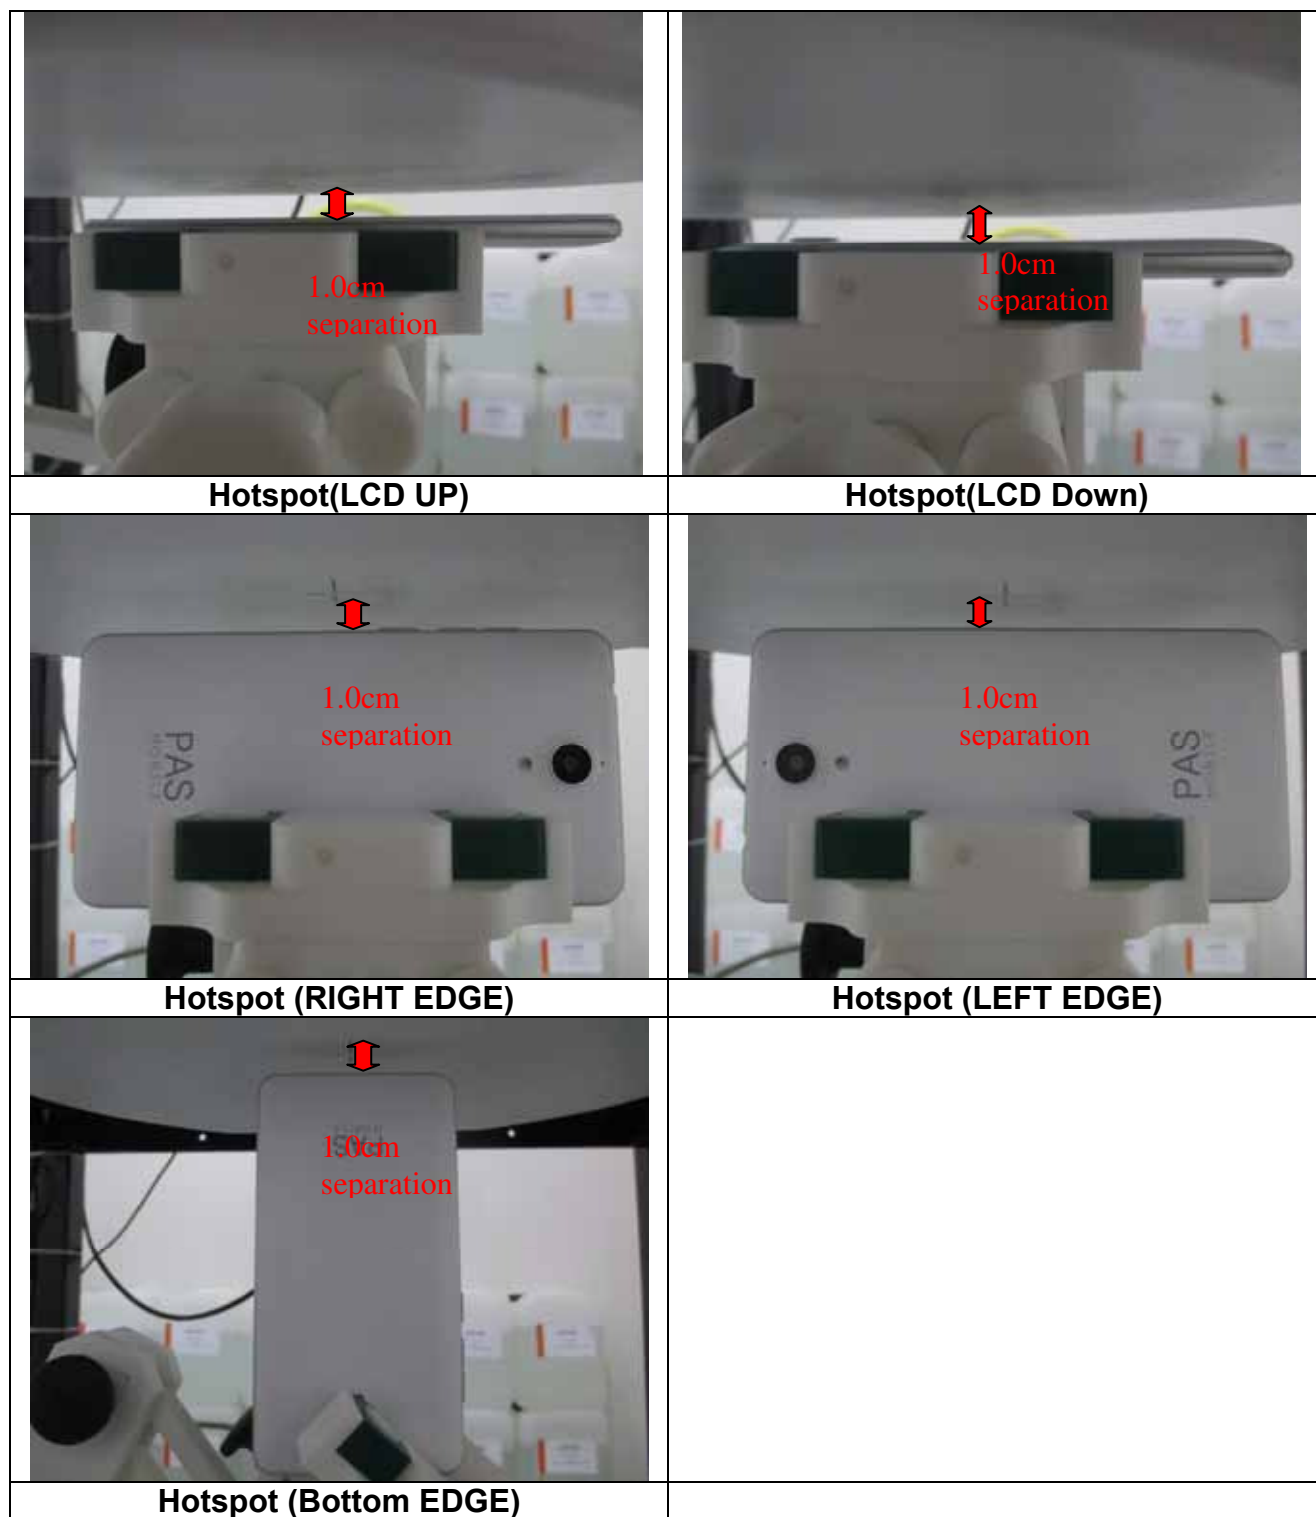 1.0cm
separation
1.0cm
separation
Hotspot(LCD UP)
Hotspot(LCD Down)
1.0cm
separation
PAS
1.0cm
separation
PAS
Hotspot (RIGHT EDGE)
Hotspot (LEFT EDGE)
1.0cm
PAS
separation
Hotspot (Bottom EDGE)